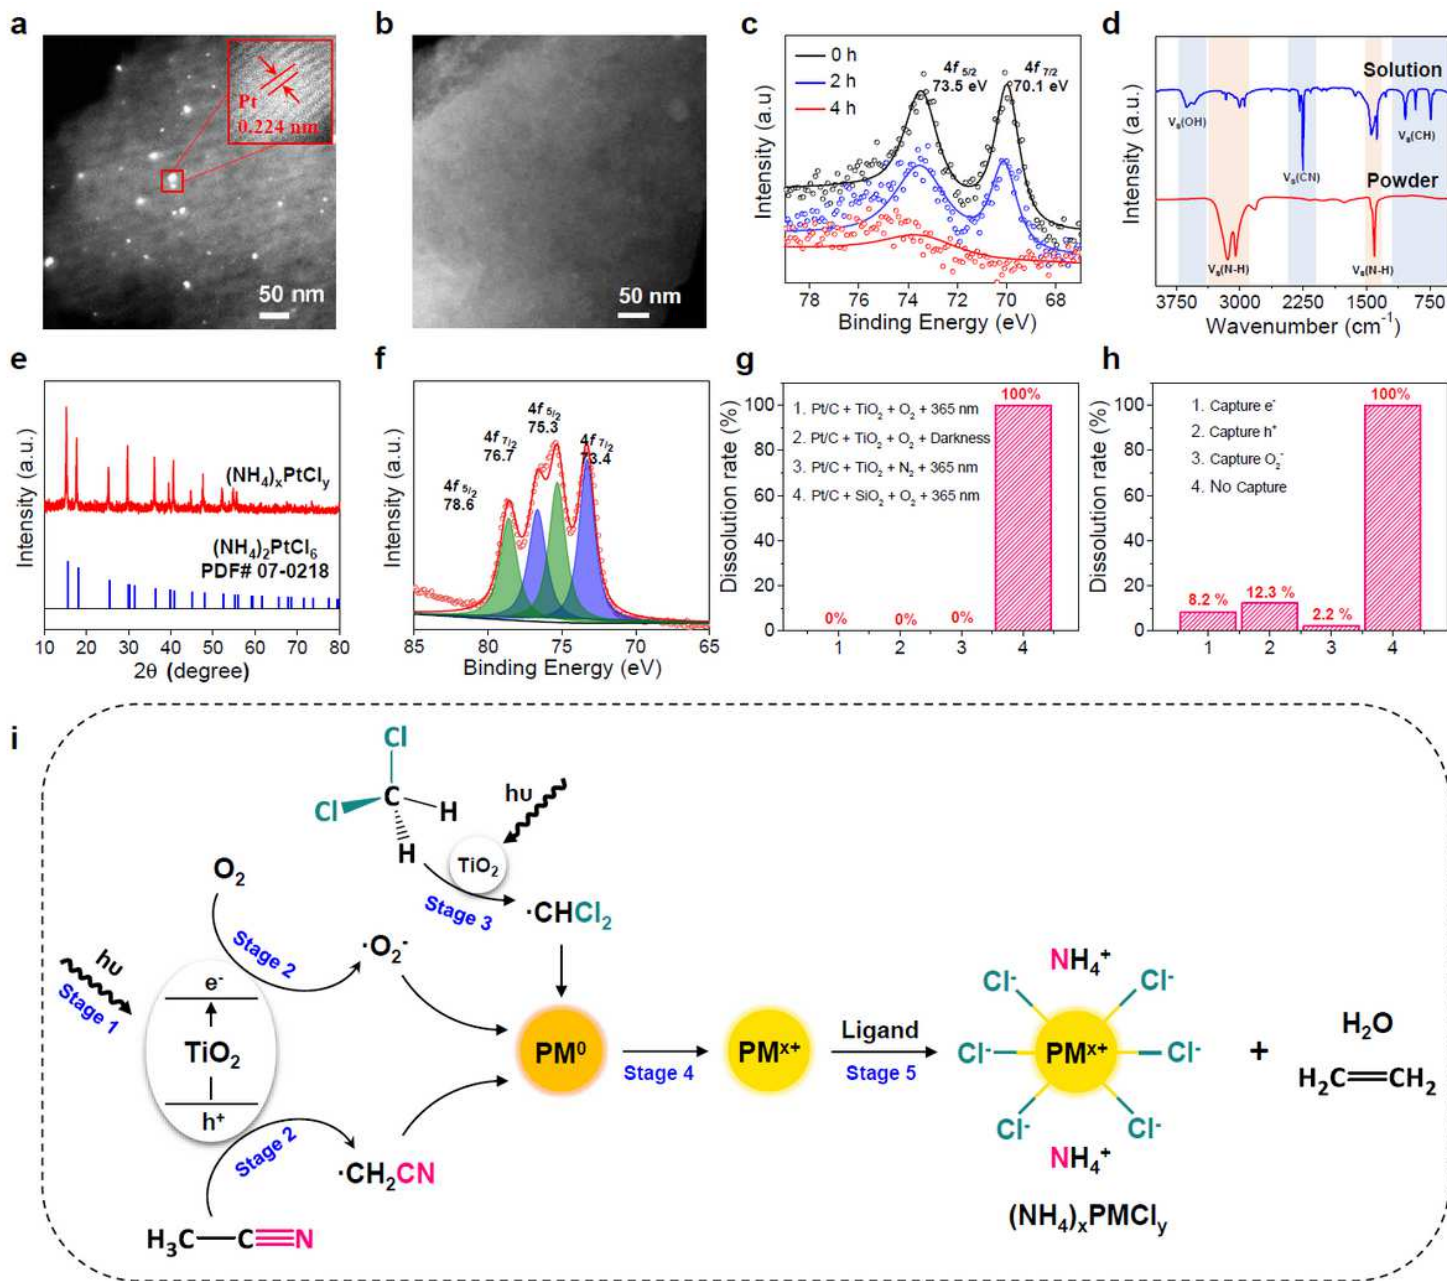 a
Pt
0.224 nm
50 nm
b
50 nm
c
0 h
2 h
4 h
4f 5/2
73.5 eV
4f 7/2
70.1 eV
Intensity (a.u)
78 76 74 72 70 68
Binding Energy (eV)
d
Solution
Vs(OH)
Vs(CH)
Vs(CN)
Powder
Vs(N-H)
Vs(N-H)
Intensity (a.u.)
3750 3000 2250 1500 750
Wavenumber (cm⁻¹)
e
(NH₄)ₓPtClᵧ
(NH₄)₂PtCl₆
PDF# 07-0218
Intensity (a.u.)
10 20 30 40 50 60 70 80
2θ (degree)
f
4f 5/2
78.6
4f 7/2
76.7
4f 5/2
75.3
4f 7/2
73.4
Intensity (a.u.)
85 80 75 70 65
Binding Energy (eV)
g
100%
1. Pt/C + TiO₂ + O₂ + 365 nm
2. Pt/C + TiO₂ + O₂ + Darkness
3. Pt/C + TiO₂ + N₂ + 365 nm
4. Pt/C + SiO₂ + O₂ + 365 nm
0% 0% 0%
Dissolution rate (%)
100
80
60
40
20
0
1 2 3 4
h
100%
1. Capture e⁻
2. Capture h⁺
3. Capture O₂⁻
4. No Capture
8.2 % 12.3 % 2.2 %
Dissolution rate (%)
100
80
60
40
20
0
1 2 3 4
i
Cl
Cl C H
H
hυ
TiO₂
Stage 3
·CHCl₂
O₂
Stage 2
·O₂⁻
hυ
Stage 1
e⁻
TiO₂
h⁺
Stage 2
·CH₂CN
H₃C C N
PM⁰
Stage 4
PMˣ⁺
Ligand
Stage 5
NH₄⁺
Cl⁻ Cl⁻
Cl⁻ PMˣ⁺ Cl⁻
Cl⁻ Cl⁻
NH₄⁺
(NH₄)ₓPMClᵧ
+
H₂O
H₂C CH₂